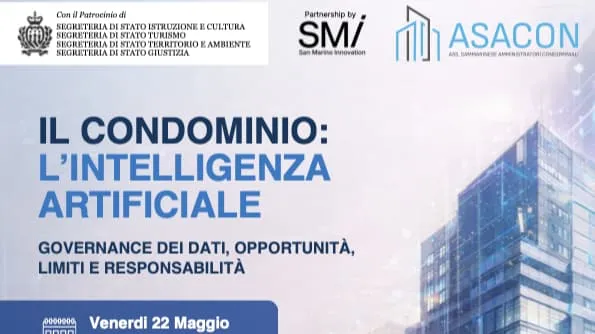 Con il Patrocinio di
SEGRETERIA DI STATO ISTRUZIONE E CULTURA
SEGRETERIA DI STATO TURISMO
SEGRETERIA DI STATO TERRITORIO E AMBIENTE
SEGRETERIA DI STATO GIUSTIZIA
Partnership by
SMi
San Marino Innovation
ASACON
ASS. SAMMARINESE AMMINISTRATORI CONDOMINIALI
IL CONDOMINIO:
L'INTELLIGENZA
ARTIFICIALE
GOVERNANCE DEI DATI, OPPORTUNITÀ,
LIMITI E RESPONSABILITÀ
Venerdi 22 Maggio